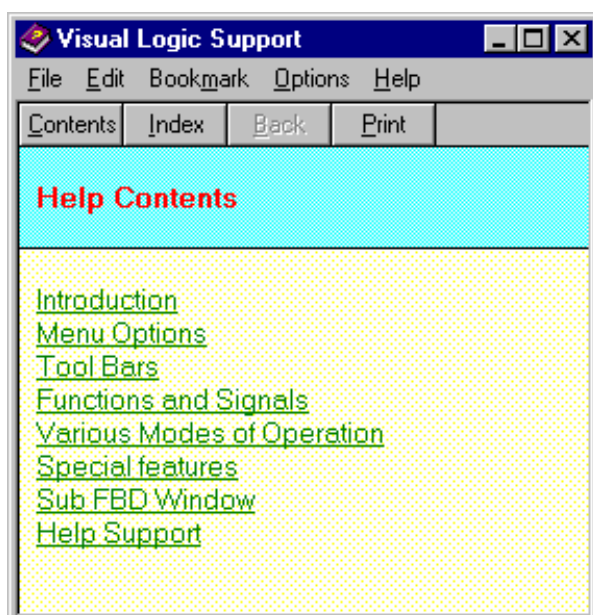 Visual Logic Support
File Edit Bookmark Options Help
Contents Index Back Print
Help Contents
Introduction
Menu Options
Tool Bars
Functions and Signals
Various Modes of Operation
Special features
Sub FBD Window
Help Support